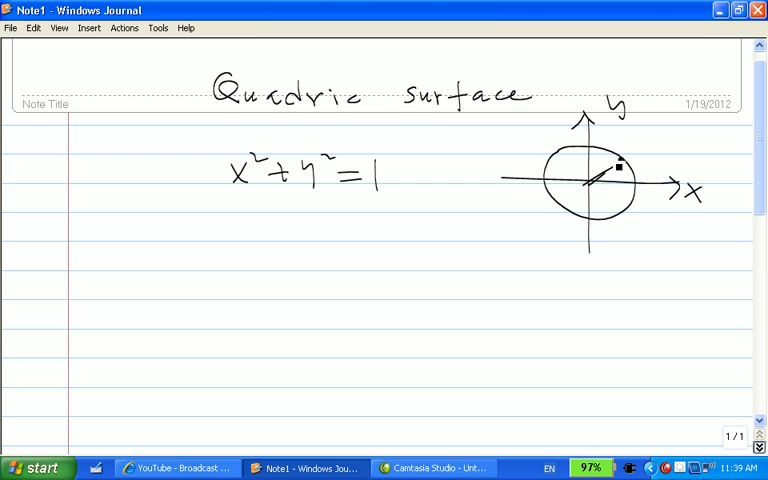 Note1 - Windows Journal
File Edit View Insert Actions Tools Help
Quadric surface
Note Title
1/19/2012
y
x² + y² = 1
x
1 / 1
start
YouTube - Broadcast ...
Note1 - Windows Jou...
Camtasia Studio - Unt...
EN
97%
11:39 AM